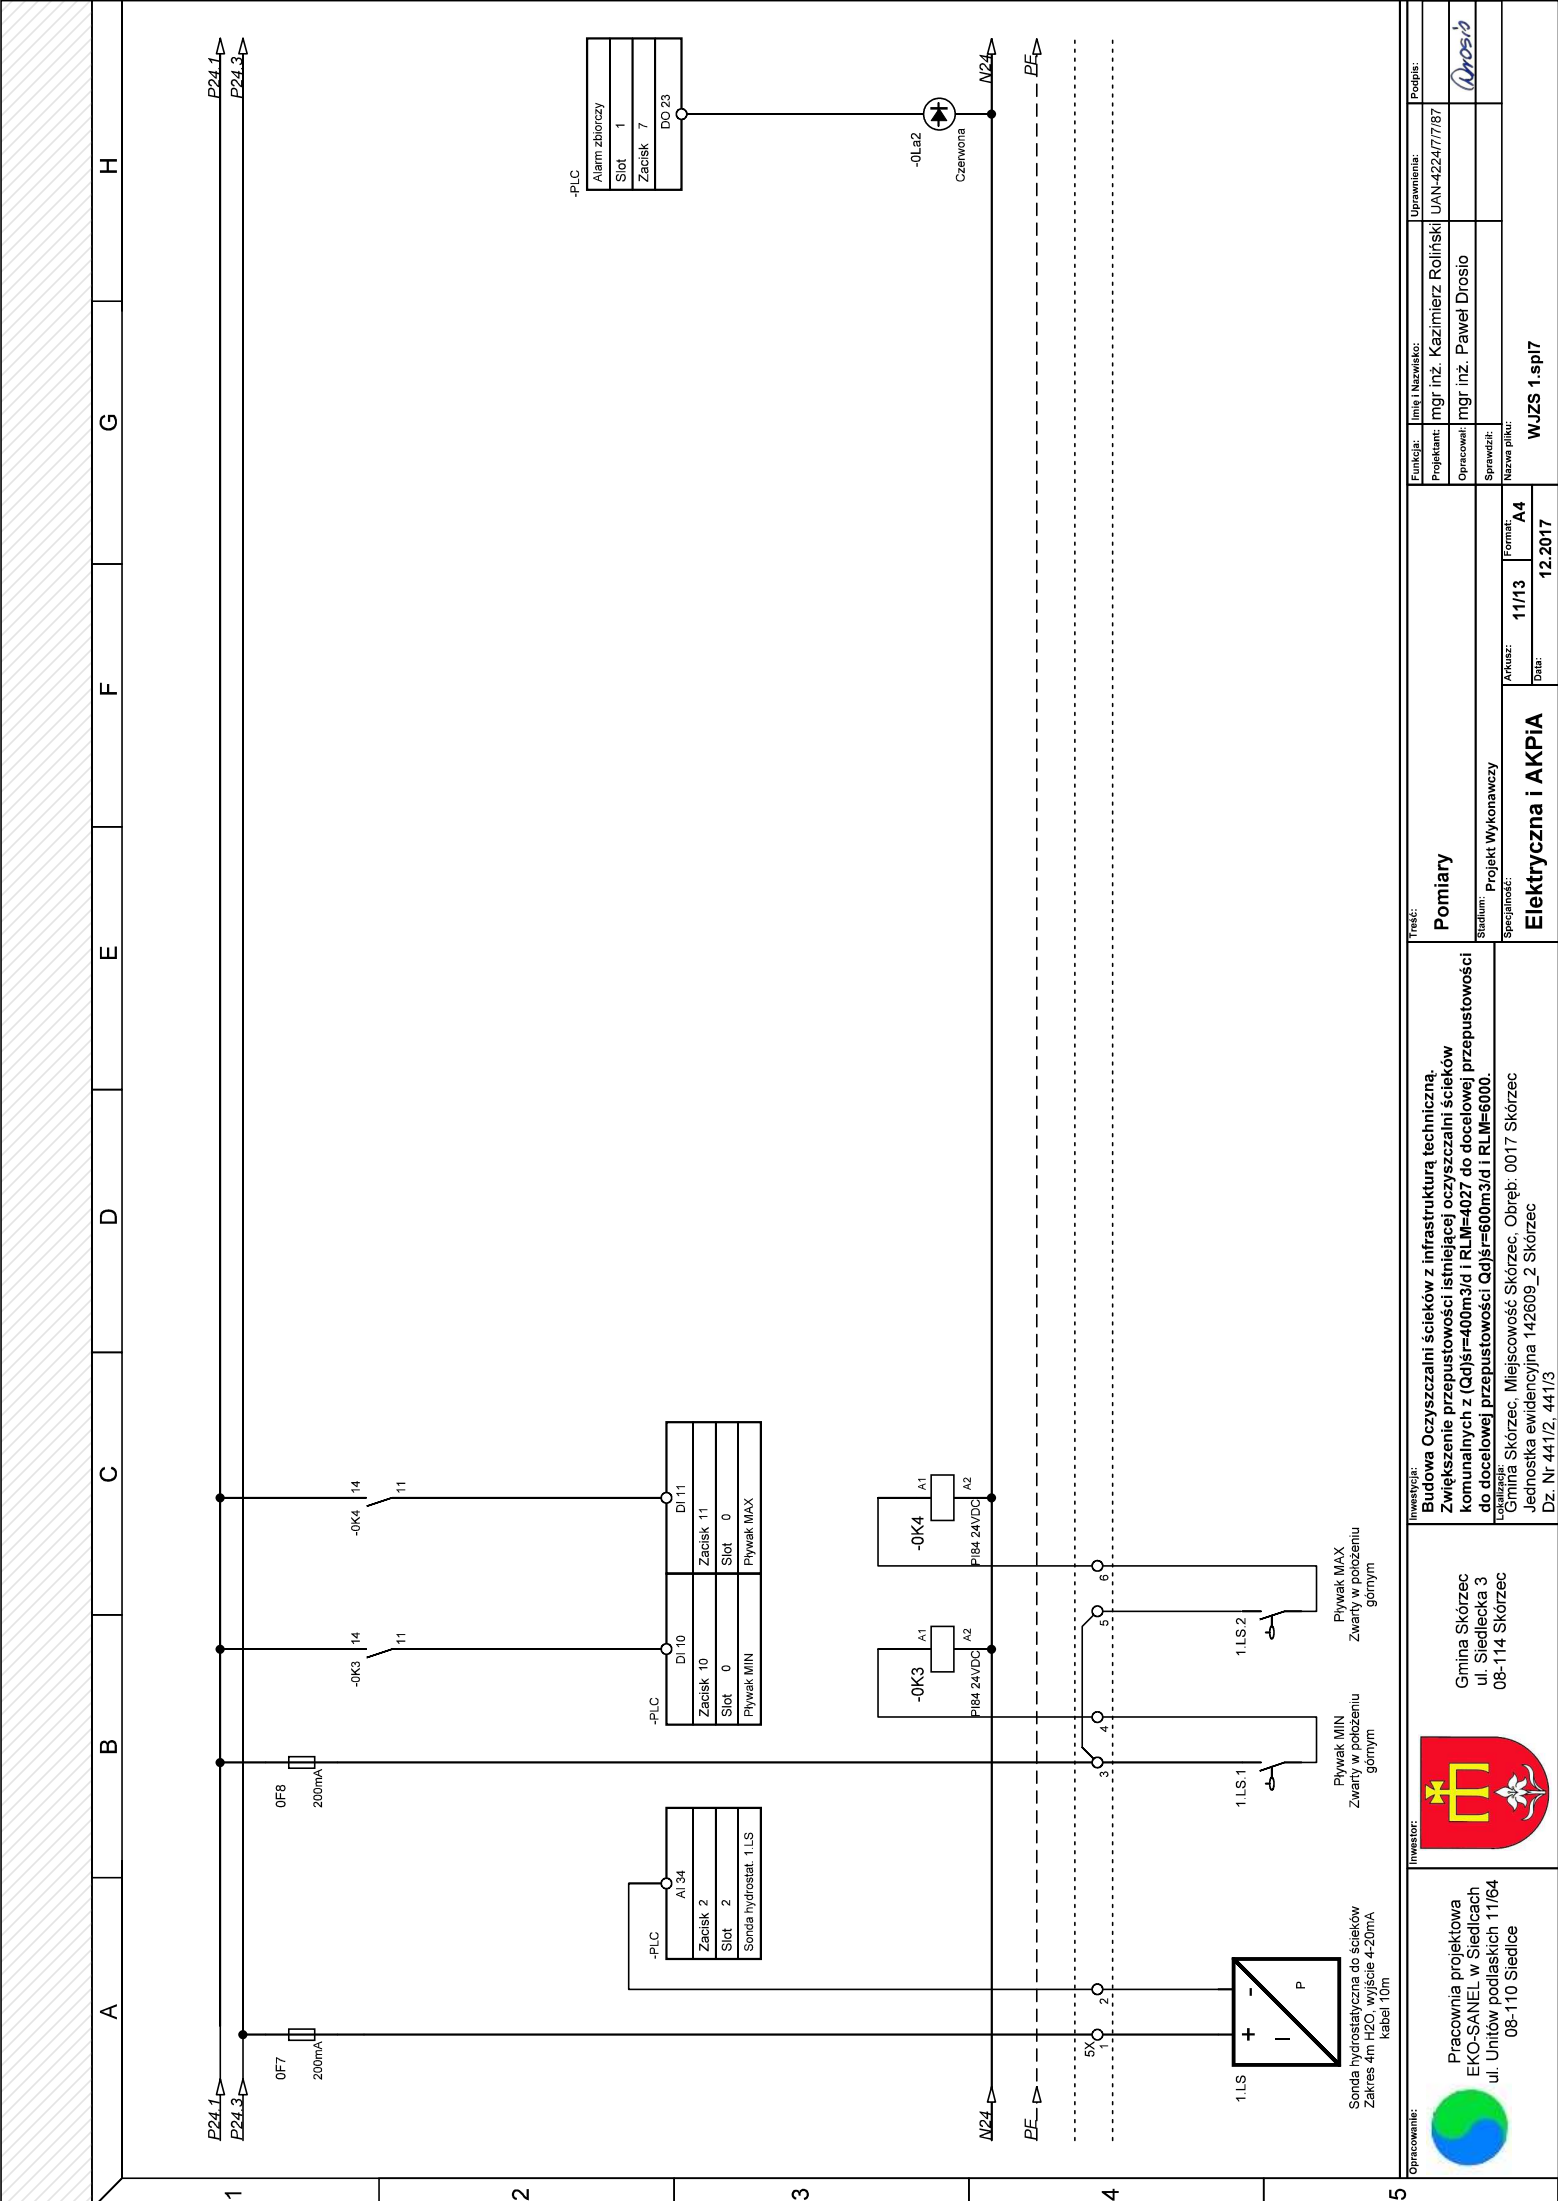 A B C D E F G H
1
2
3
4
5
P24.1 P24.1
P24.3 P24.3
0F7
200mA
0F8
200mA
-0K3 14
11
-0K4 14
11
-PLC
AI 34
Zacisk 2
Slot 2
Sonda hydrostat. 1.LS
-PLC
DI 10
Zacisk 10
Slot 0
Pływak MIN
DI 11
Zacisk 11
Slot 0
Pływak MAX
-PLC
Alarm zbiorczy
Slot 1
Zacisk 7
DO 23
-0K3
A1
A2
PI84 24VDC
-0K4
A1
A2
PI84 24VDC
-0La2
Czerwona
N24 N24
PE PE
5X
1 2 3 4 5 6
1.LS
+ -
I P
Sonda hydrostatyczna do ścieków
Zakres 4m H2O, wyjście 4-20mA
kabel 10m
1.LS.1
Pływak MIN
Zwarty w położeniu
górnym
1.LS.2
Pływak MAX
Zwarty w położeniu
górnym
Opracowanie:
Pracownia projektowa
EKO-SANEL w Siedlcach
ul. Unitów podlaskich 11/64
08-110 Siedlce
Inwestor:
Gmina Skórzec
ul. Siedlecka 3
08-114 Skórzec
Inwestycja:
Budowa Oczyszczalni ścieków z infrastrukturą techniczną.
Zwiększenie przepustowości istniejącej oczyszczalni ścieków
komunalnych z (Qd)śr=400m3/d i RLM=4027 do docelowej przepustowości
do docelowej przepustowości Qd)śr=600m3/d i RLM=6000.
Lokalizacja:
Gmina Skórzec, Miejscowość Skórzec, Obręb: 0017 Skórzec
Jednostka ewidencyjna 142609_2 Skórzec
Dz. Nr 441/2, 441/3
Treść:
Pomiary
Stadium:
Projekt Wykonawczy
Specjalność:
Elektryczna i AKPiA
Arkusz: 11/13
Format: A4
Data: 12.2017
Funkcja: Imię i Nazwisko: Uprawnienia: Podpis:
Projektant: mgr inż. Kazimierz Roliński UAN-4224/7/7/87
Opracował: mgr inż. Paweł Drosio Drosio
Sprawdził:
Nazwa pliku:
WJZS 1.spl7